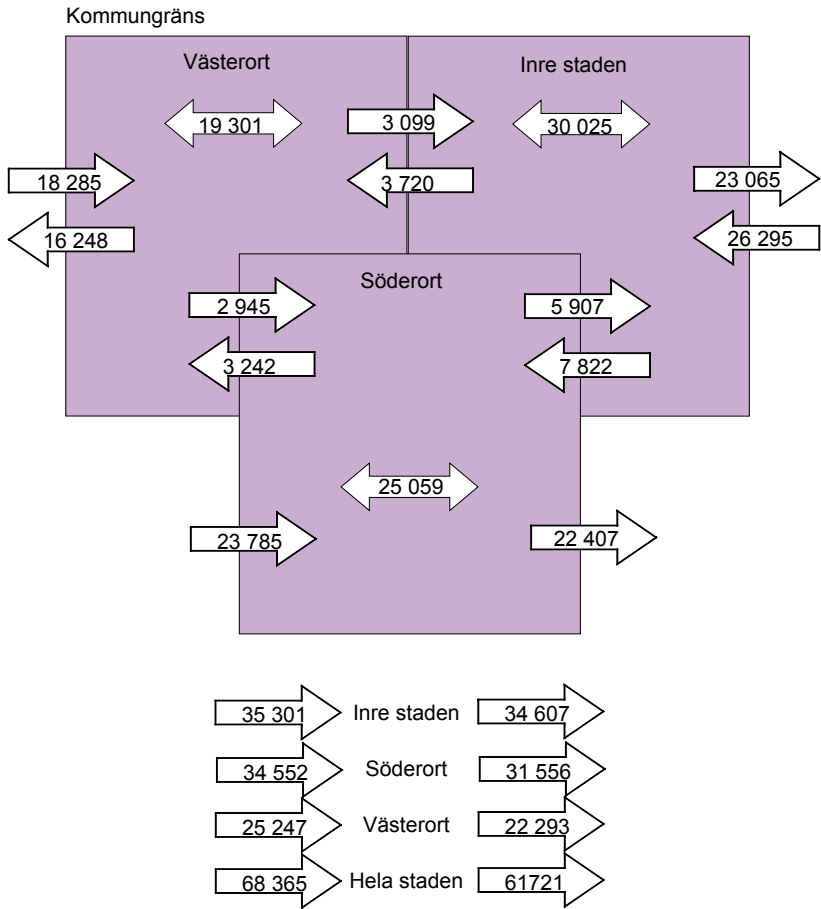 Kommungräns
Västerort Inre staden
19 301 3 099 30 025
18 285 3 720 23 065
16 248 26 295
Söderort
2 945 5 907
3 242 7 822
25 059
23 785 22 407
35 301 Inre staden 34 607
34 552 Söderort 31 556
25 247 Västerort 22 293
68 365 Hela staden 61721